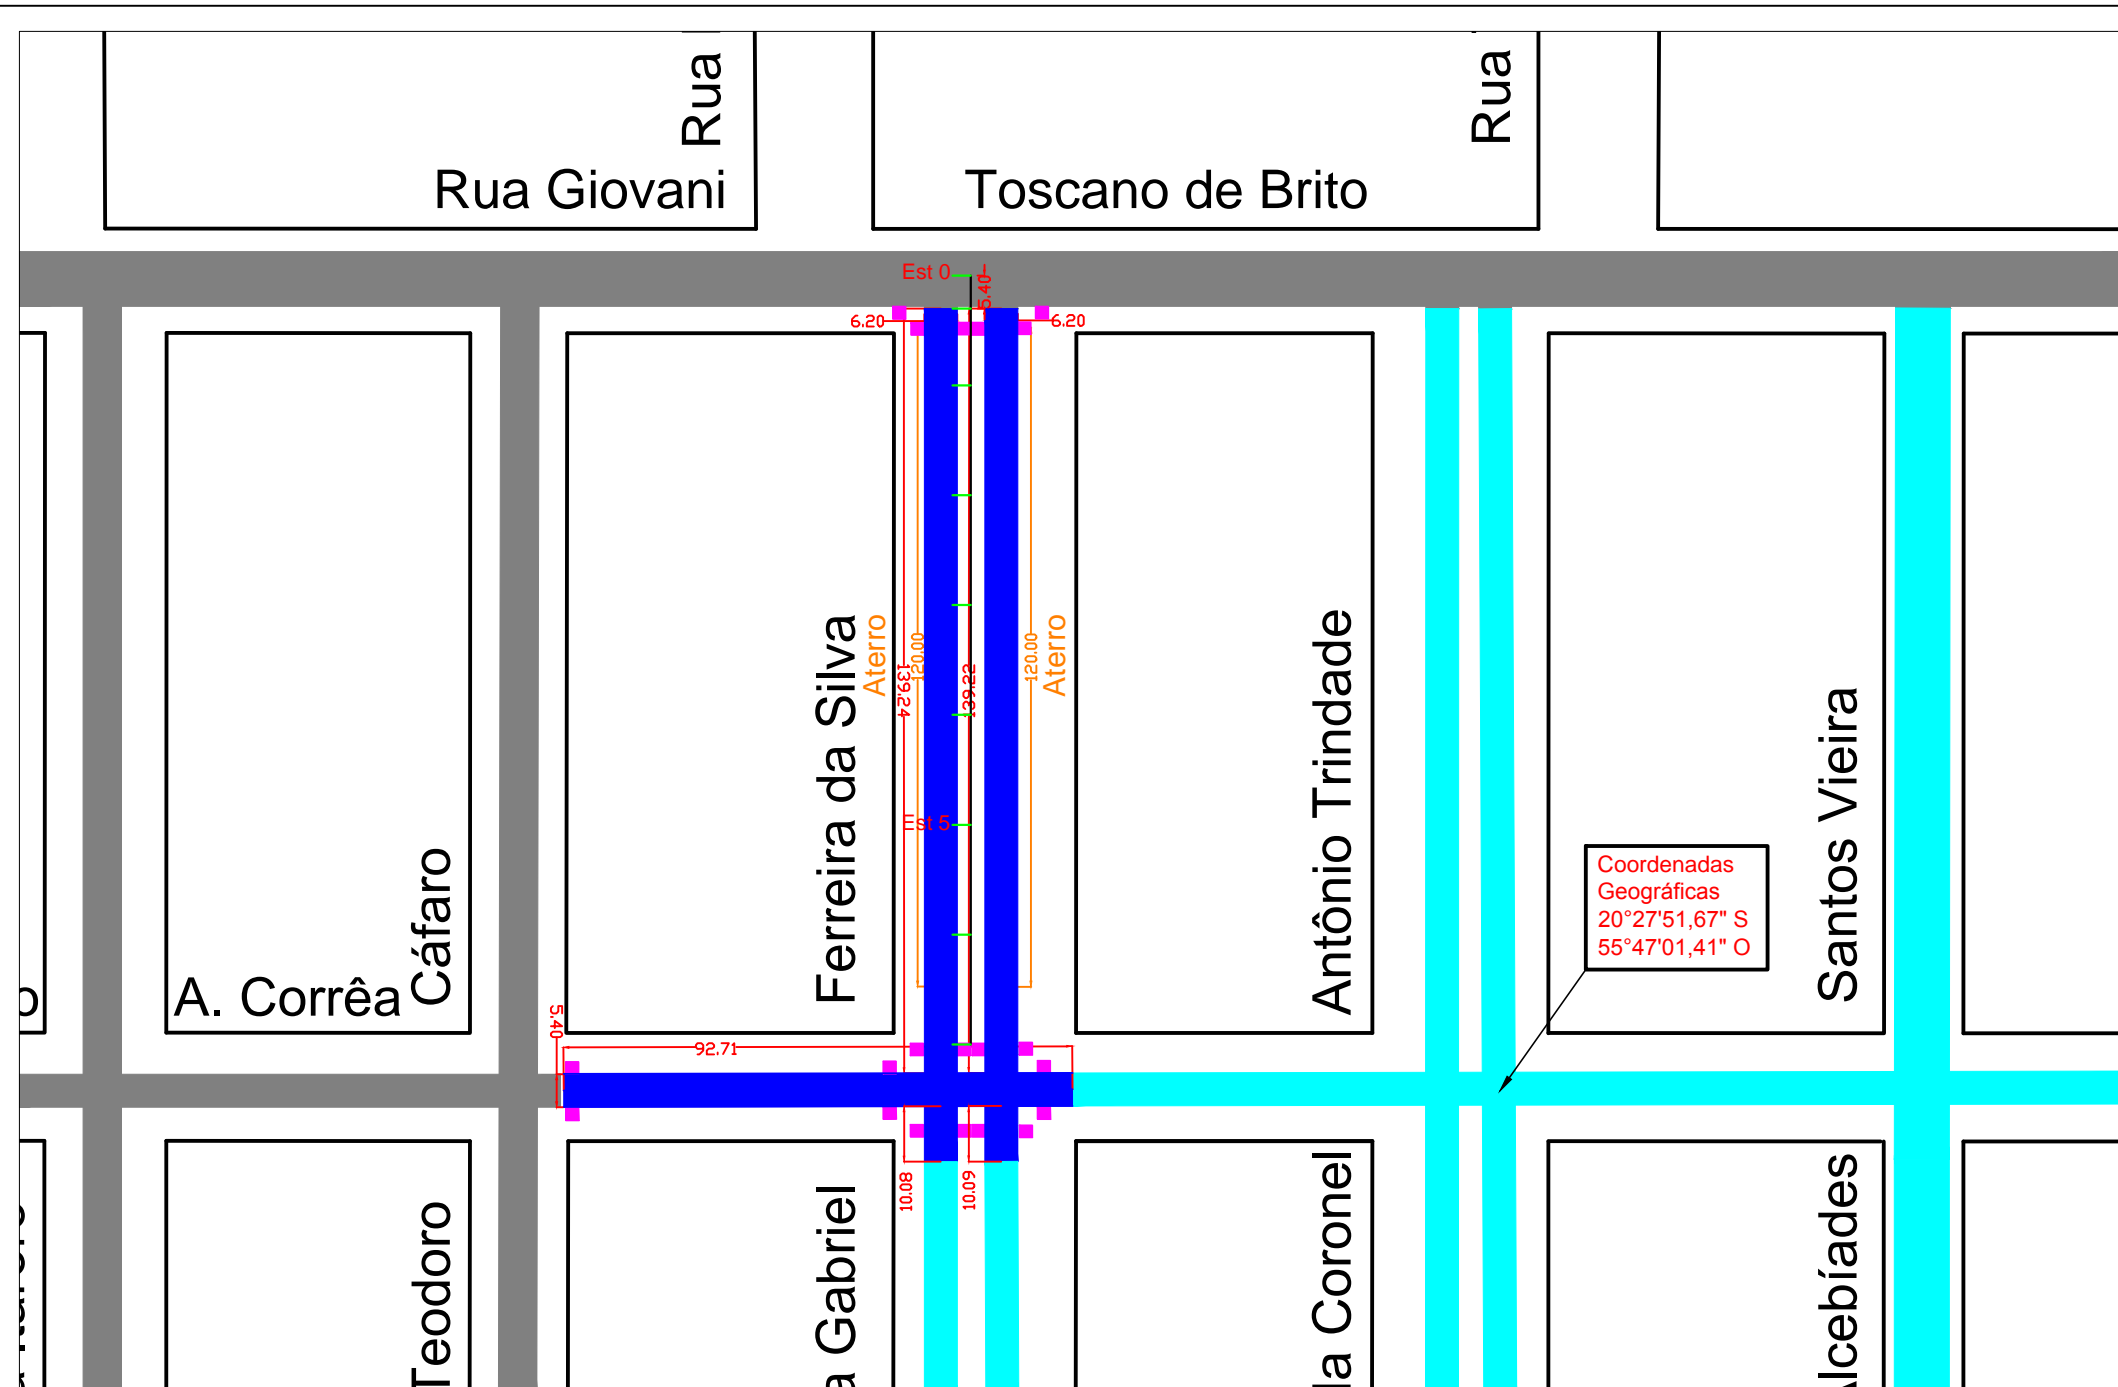 Rua
Rua
Rua Giovani
Toscano de Brito
Est 0
5.40
6.20
6.20
Ferreira da Silva
Aterro
120.00
139.24
139.22
120.00
Aterro
Antônio Trindade
Santos Vieira
Est 5
Coordenadas
Geográficas
20°27'51,67" S
55°47'01,41" O
Cáfaro
A. Corrêa
o
5.40
92.71
10.08
10.09
Teodoro
a Gabriel
da Coronel
Alcebíades